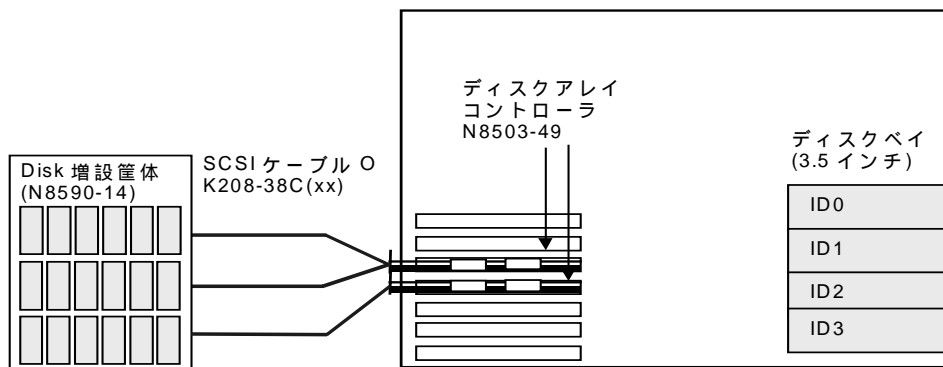 ディスクアレイ
コントローラ
N8503-49
ディスクベイ
(3.5 インチ)
Disk 増設筐体
(N8590-14)
SCSI ケーブル O
K208-38C(xx)
ID0
ID1
ID2
ID3